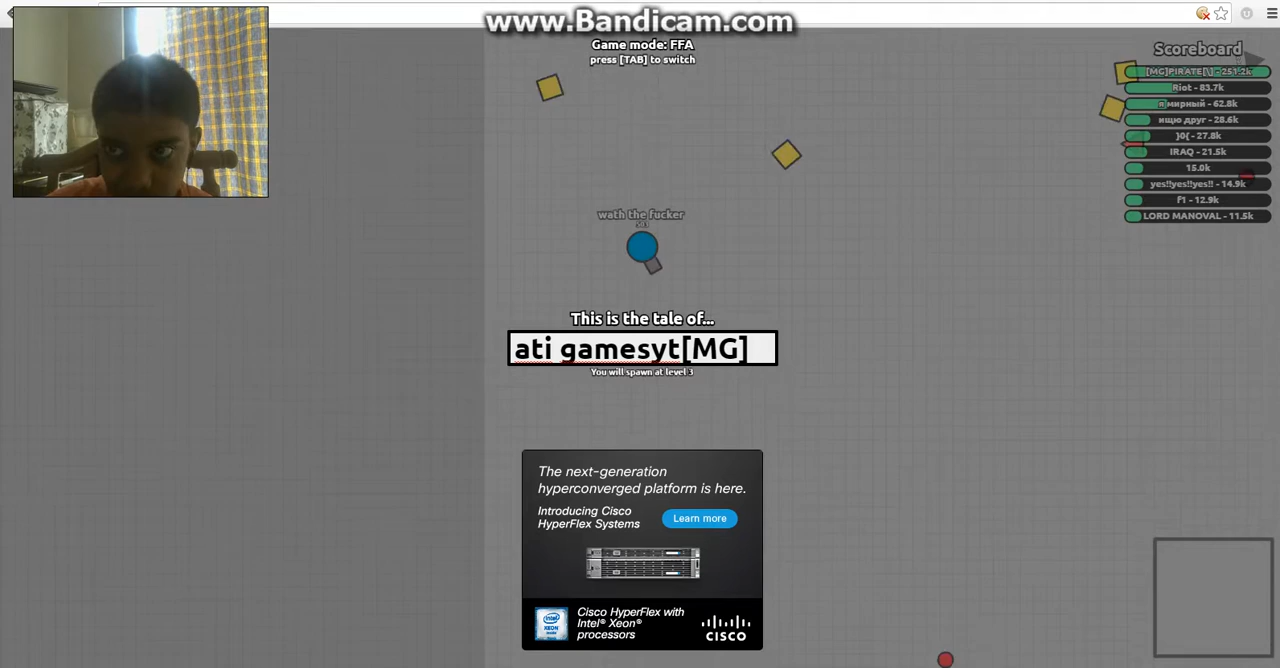 www.Bandicam.com
Game mode: FFA
press [TAB] to switch
Scoreboard
[MG]PIRATE[\] - 251.2k
Riot - 83.7k
я мирный - 62.8k
ищю друг - 28.6k
}0{ - 27.8k
IRAQ - 21.5k
15.0k
yes!!yes!!yes!! - 14.9k
f1 - 12.9k
LORD MANOVAL - 11.5k
wath the fucker
This is the tale of...
ati gamesyt[MG]
You will spawn at level 3
The next-generation
hyperconverged platform is here.
Introducing Cisco
HyperFlex Systems
Learn more
Cisco HyperFlex with
Intel® Xeon®
processors
CISCO